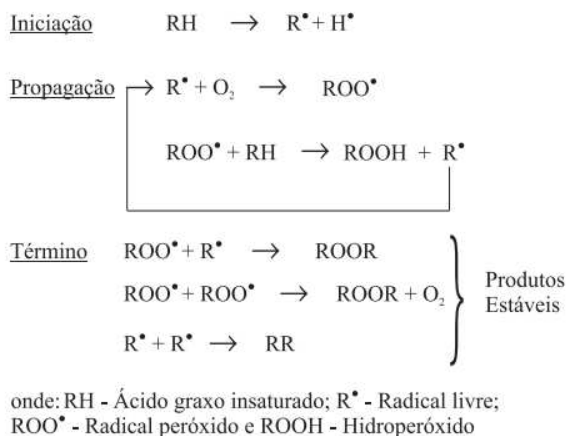 Iniciação RH → R• + H•
Propagação R• + O₂ → ROO•
ROO• + RH → ROOH + R•
Término ROO• + R• → ROOR
ROO• + ROO• → ROOR + O₂
R• + R• → RR
Produtos
Estáveis
onde: RH - Ácido graxo insaturado; R• - Radical livre;
ROO• - Radical peróxido e ROOH - Hidroperóxido